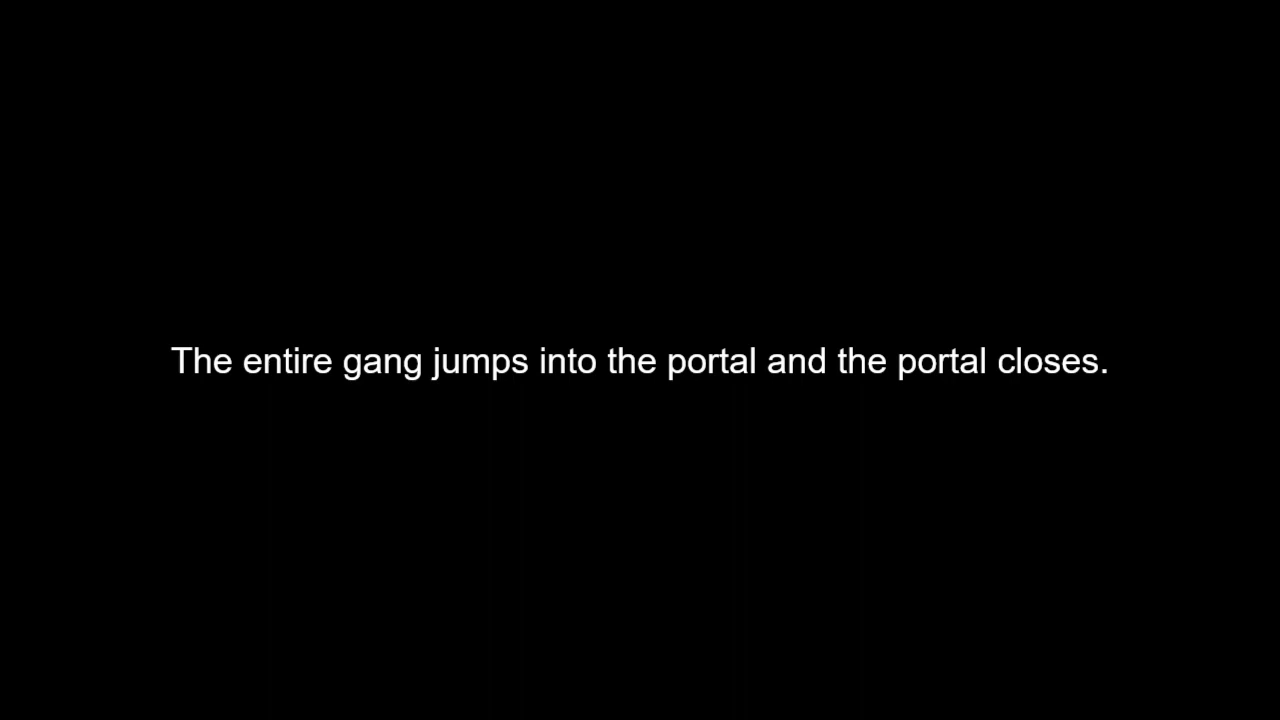 The entire gang jumps into the portal and the portal closes.